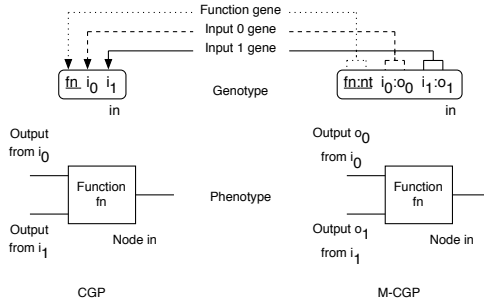 Function gene
Input 0 gene
Input 1 gene
fn i0 i1
fn:nt i0:o0 i1:o1
in
Genotype
in
Output
from i0
Output o0
from i0
Function
fn
Phenotype
Function
fn
Output
from i1
Node in
Output o1
from i1
Node in
CGP
M-CGP